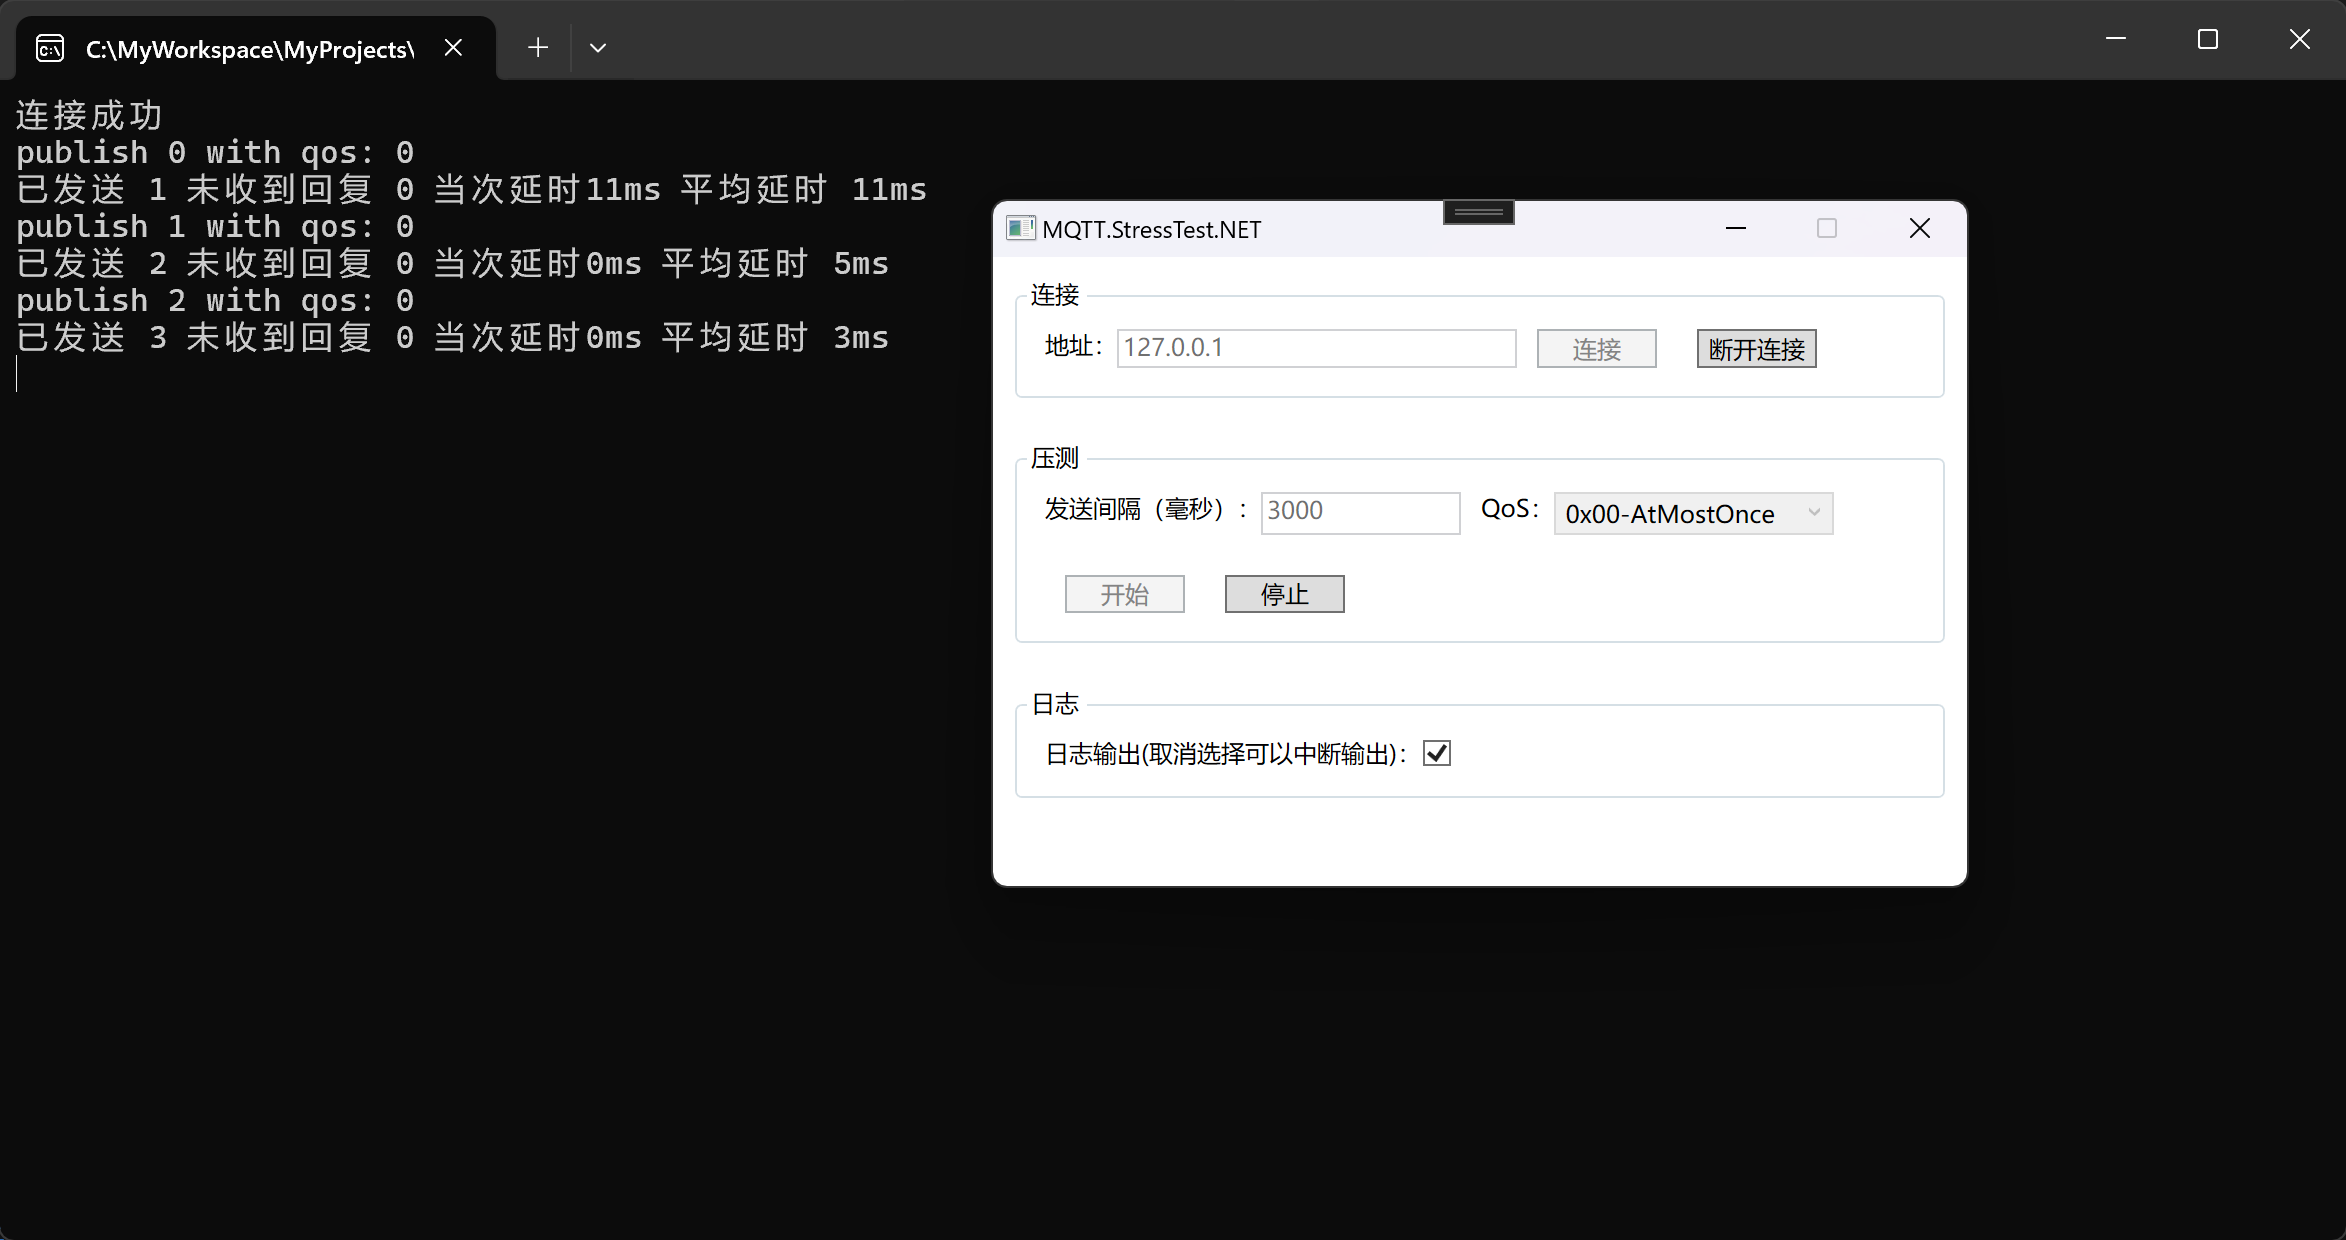 C:\MyWorkspace\MyProjects\
连接成功
publish 0 with qos: 0
已发送 1 未收到回复 0 当次延时11ms 平均延时 11ms
publish 1 with qos: 0
已发送 2 未收到回复 0 当次延时0ms 平均延时 5ms
publish 2 with qos: 0
已发送 3 未收到回复 0 当次延时0ms 平均延时 3ms
MQTT.StressTest.NET
连接
地址： 127.0.0.1 连接 断开连接
压测
发送间隔（毫秒）： 3000 QoS： 0x00-AtMostOnce
开始 停止
日志
日志输出(取消选择可以中断输出)：